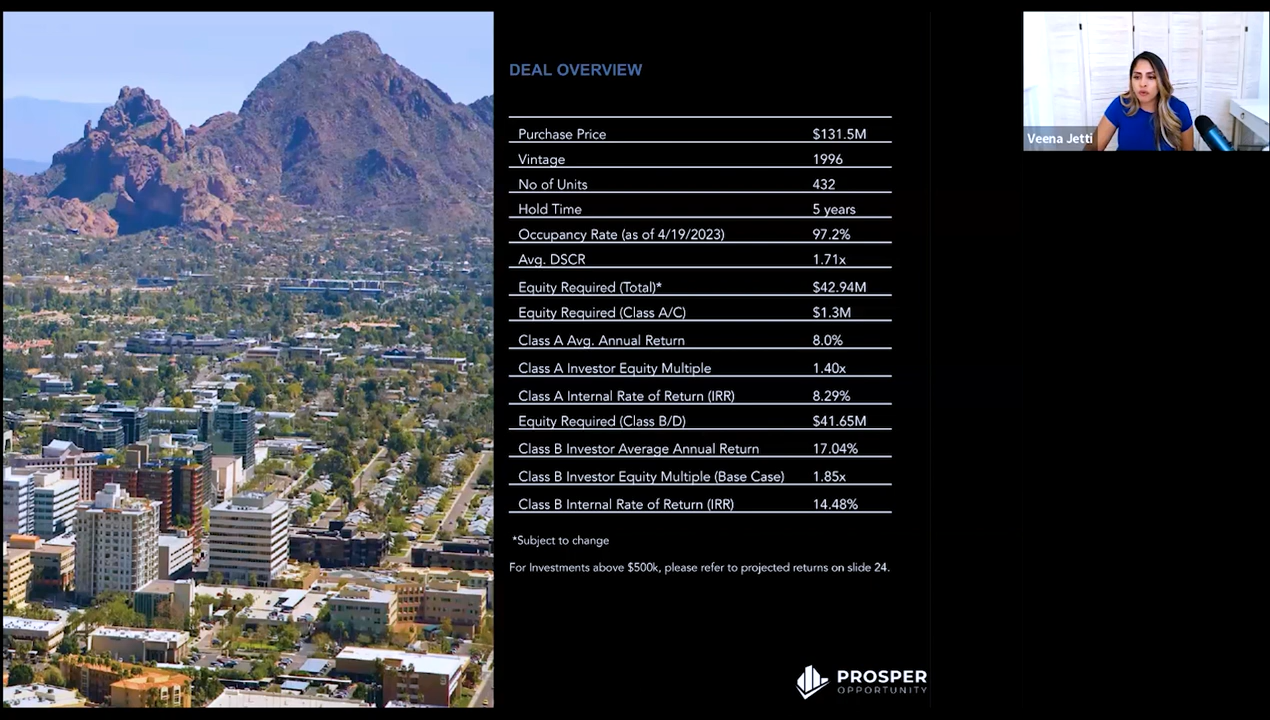 DEAL OVERVIEW
Purchase Price $131.5M
Vintage 1996
No of Units 432
Hold Time 5 years
Occupancy Rate (as of 4/19/2023) 97.2%
Avg. DSCR 1.71x
Equity Required (Total)* $42.94M
Equity Required (Class A/C) $1.3M
Class A Avg. Annual Return 8.0%
Class A Investor Equity Multiple 1.40x
Class A Internal Rate of Return (IRR) 8.29%
Equity Required (Class B/D) $41.65M
Class B Investor Average Annual Return 17.04%
Class B Investor Equity Multiple (Base Case) 1.85x
Class B Internal Rate of Return (IRR) 14.48%
*Subject to change
For Investments above $500k, please refer to projected returns on slide 24.
PROSPER
OPPORTUNITY
Veena Jetti